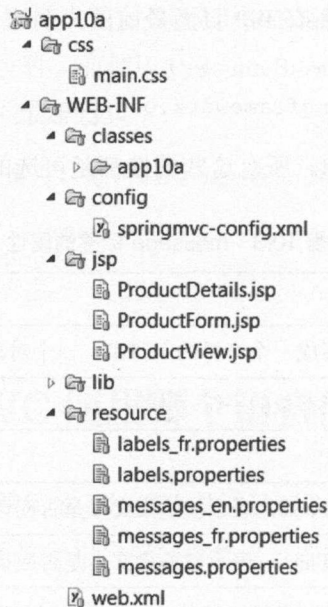 app10a
css
main.css
WEB-INF
classes
app10a
config
springmvc-config.xml
jsp
ProductDetails.jsp
ProductForm.jsp
ProductView.jsp
lib
resource
labels_fr.properties
labels.properties
messages_en.properties
messages_fr.properties
messages.properties
web.xml